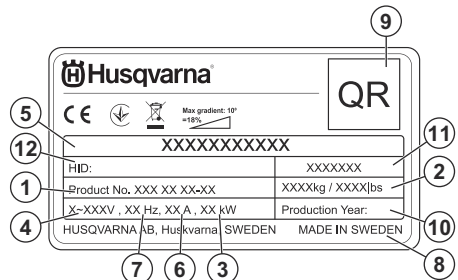 9
Husqvarna
QR
CE
Max gradient: 10°
=18%
5
XXXXXXXXXXX
11
12
HID:
XXXXXXX
2
1
Product No. XXX XX XX-XX
XXXXkg / XXXX|bs
4
X~XXXV , XX Hz, XX A , XX kW
Production Year:
10
HUSQVARNA AB, Huskvarna, SWEDEN
MADE IN SWEDEN
7
6
3
8